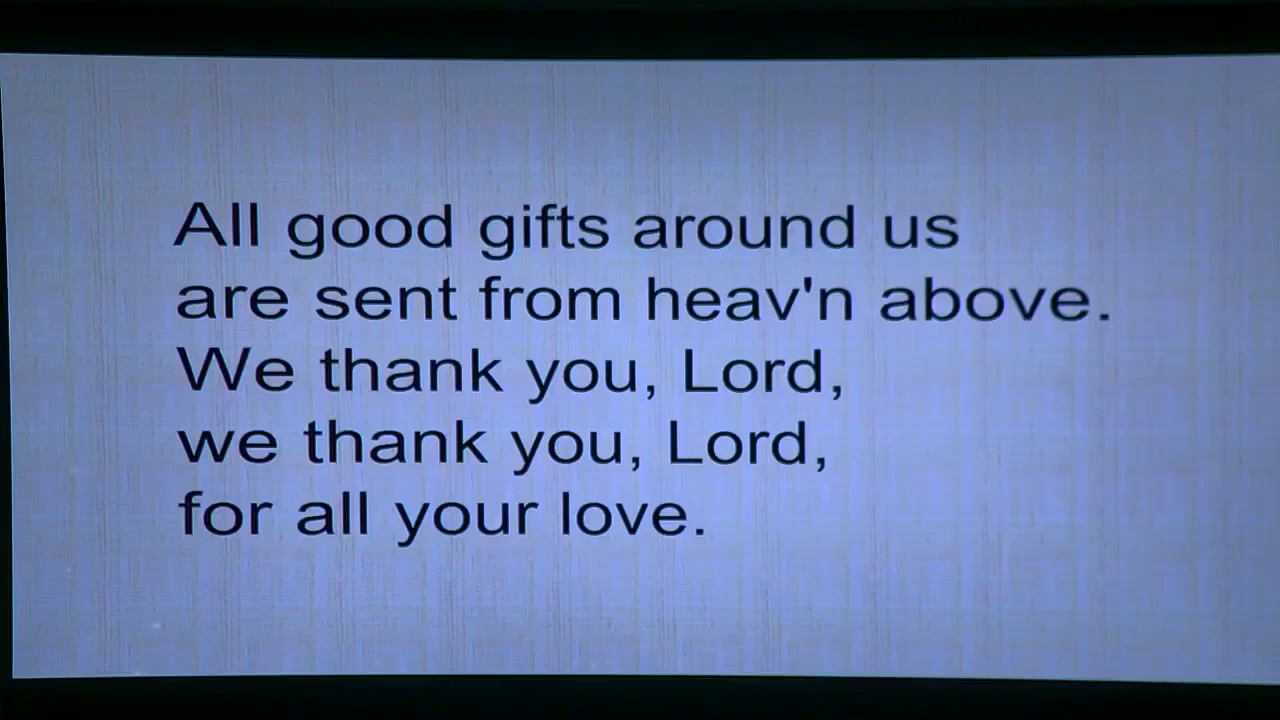 All good gifts around us
are sent from heav'n above.
We thank you, Lord,
we thank you, Lord,
for all your love.